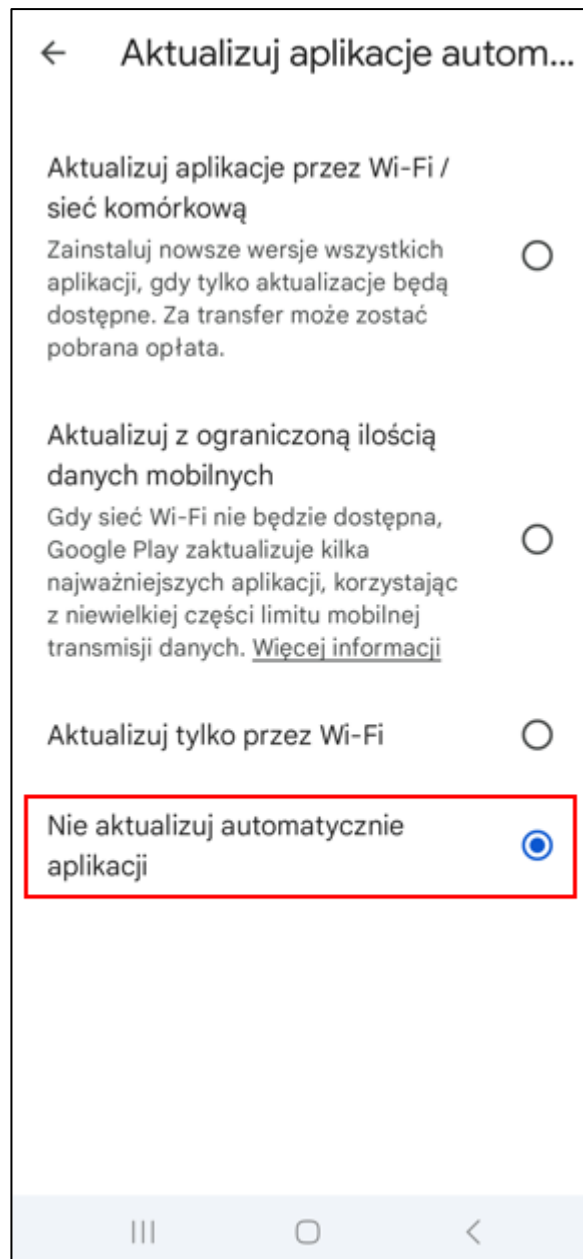 Aktualizuj aplikacje autom...
Aktualizuj aplikacje przez Wi-Fi /
sieć komórkową
Zainstaluj nowsze wersje wszystkich
aplikacji, gdy tylko aktualizacje będą
dostępne. Za transfer może zostać
pobrana opłata.
Aktualizuj z ograniczoną ilością
danych mobilnych
Gdy sieć Wi-Fi nie będzie dostępna,
Google Play zaktualizuje kilka
najważniejszych aplikacji, korzystając
z niewielkiej części limitu mobilnej
transmisji danych. Więcej informacji
Aktualizuj tylko przez Wi-Fi
Nie aktualizuj automatycznie
aplikacji